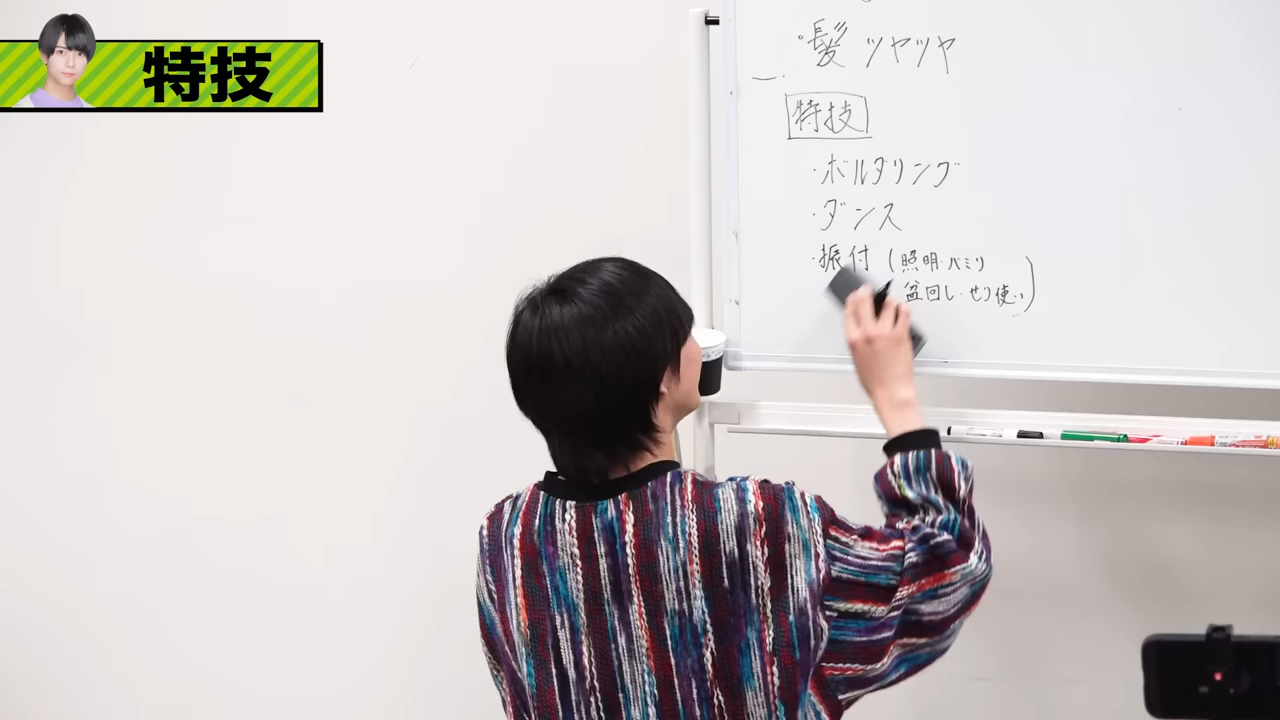 特技
・髪 ツヤツヤ
特技
・ボルタリング
・ダンス
・振付 (照明・バミリ
盆回し・せり使い)